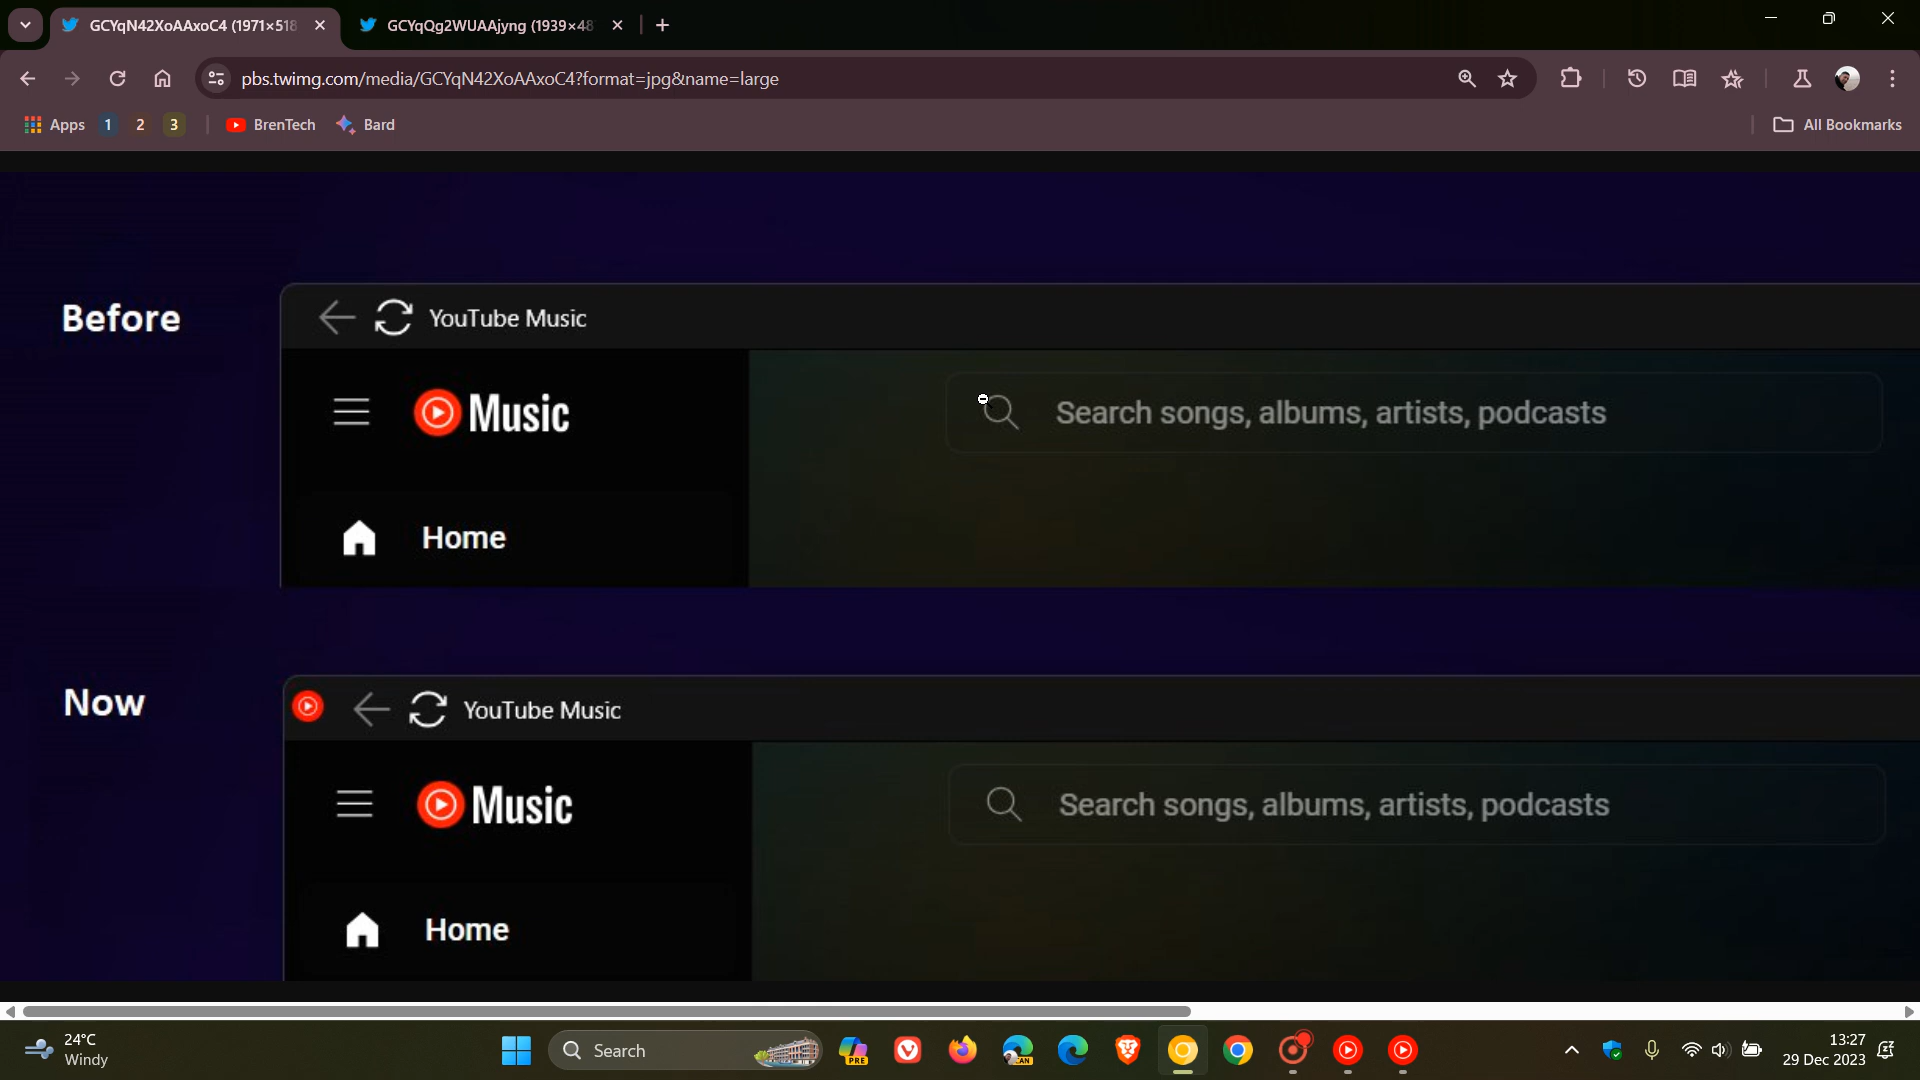 GCYqN42XoAAxoC4 (1971×518
GCYqQg2WUAAjyng (1939×48
pbs.twimg.com/media/GCYqN42XoAAxoC4?format=jpg&name=large
Apps 1 2 3 BrenTech Bard All Bookmarks
Before
YouTube Music
Music
Search songs, albums, artists, podcasts
Home
Now
YouTube Music
Music
Search songs, albums, artists, podcasts
Home
24°C
Windy
Search
PRE
CAN
13:27
29 Dec 2023